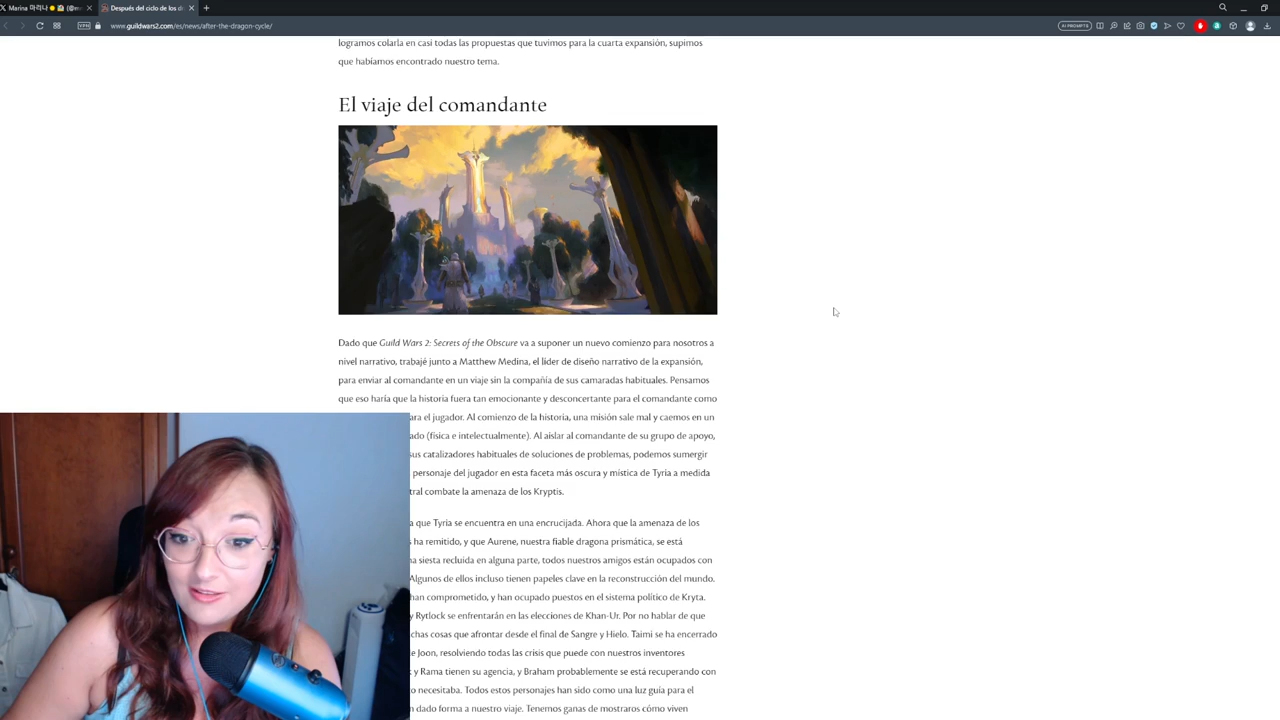 Marina 마리나
Después del ciclo de los d
VPN
www.guildwars2.com/es/news/after-the-dragon-cycle/
AI PROMPTS
logramos colarla en casi todas las propuestas que tuvimos para la cuarta expansión, supimos
que habíamos encontrado nuestro tema.
El viaje del comandante
Dado que Guild Wars 2: Secrets of the Obscure va a suponer un nuevo comienzo para nosotros a
nivel narrativo, trabajé junto a Matthew Medina, el líder de diseño narrativo de la expansión,
para enviar al comandante en un viaje sin la compañía de sus camaradas habituales. Pensamos
que eso haría que la historia fuera tan emocionante y desconcertante para el comandante como
ara el jugador. Al comienzo de la historia, una misión sale mal y caemos en un
ado (física e intelectualmente). Al aislar al comandante de su grupo de apoyo,
sus catalizadores habituales de soluciones de problemas, podemos sumergir
personaje del jugador en esta faceta más oscura y mística de Tyria a medida
tral combate la amenaza de los Kryptis.
a que Tyria se encuentra en una encrucijada. Ahora que la amenaza de los
s ha remitido, y que Aurene, nuestra fiable dragona prismática, se está
na siesta recluida en alguna parte, todos nuestros amigos están ocupados con
Algunos de ellos incluso tienen papeles clave en la reconstrucción del mundo.
han comprometido, y han ocupado puestos en el sistema político de Kryta.
y Rytlock se enfrentarán en las elecciones de Khan-Ur. Por no hablar de que
chas cosas que afrontar desde el final de Sangre y Hielo. Taimi se ha encerrado
te Joon, resolviendo todas las crisis que puede con nuestros inventores
k y Rama tienen su agencia, y Braham probablemente se está recuperando con
o necesitaba. Todos estos personajes han sido como una luz guía para el
n dado forma a nuestro viaje. Tenemos ganas de mostraros cómo viven